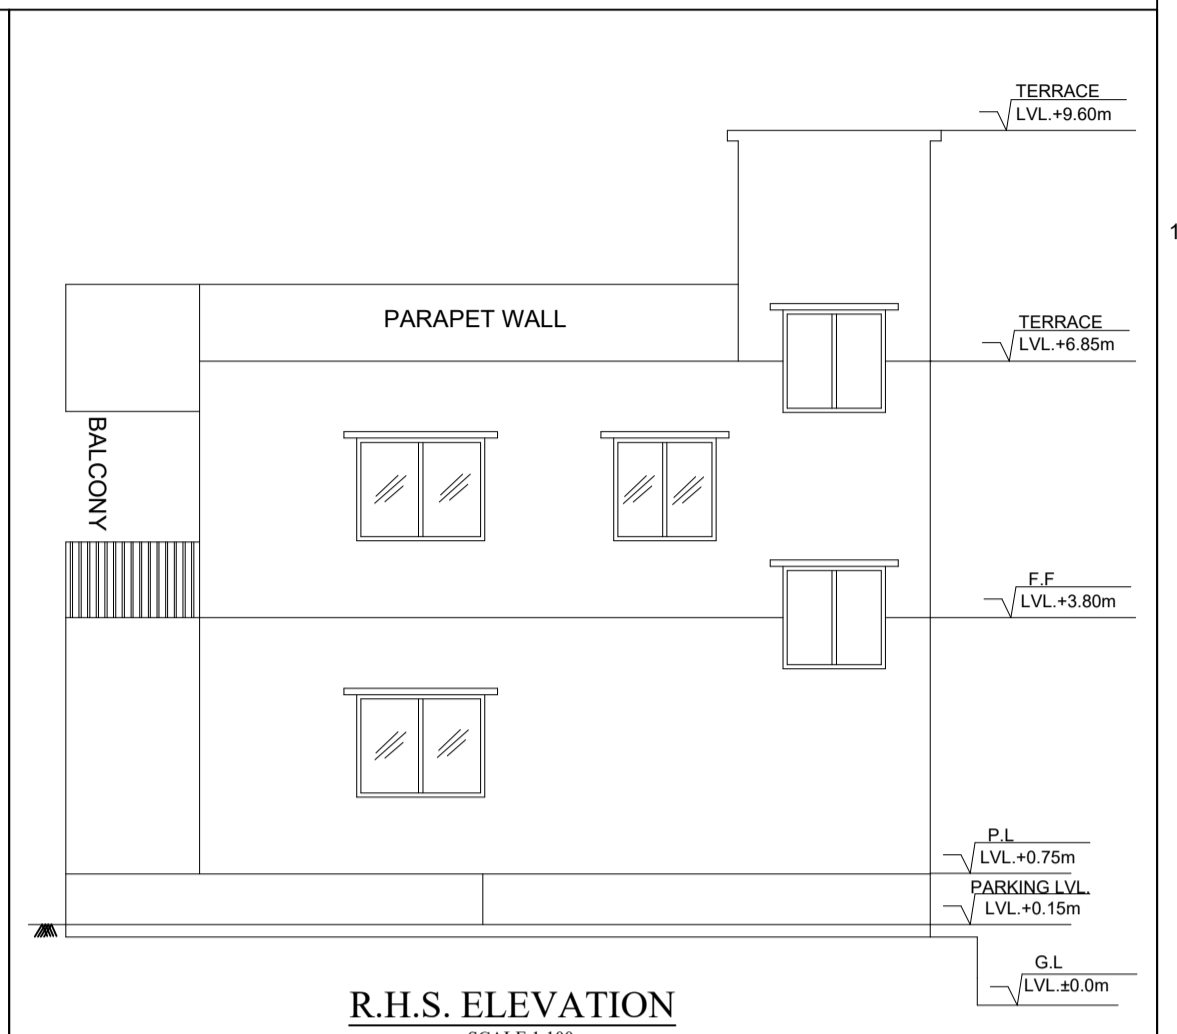 TERRACE
LVL.+9.60m
1
PARAPET WALL
TERRACE
LVL.+6.85m
BALCONY
F.F
LVL.+3.80m
P.L
LVL.+0.75m
PARKING LVL.
LVL.+0.15m
G.L
LVL.±0.0m
R.H.S. ELEVATION